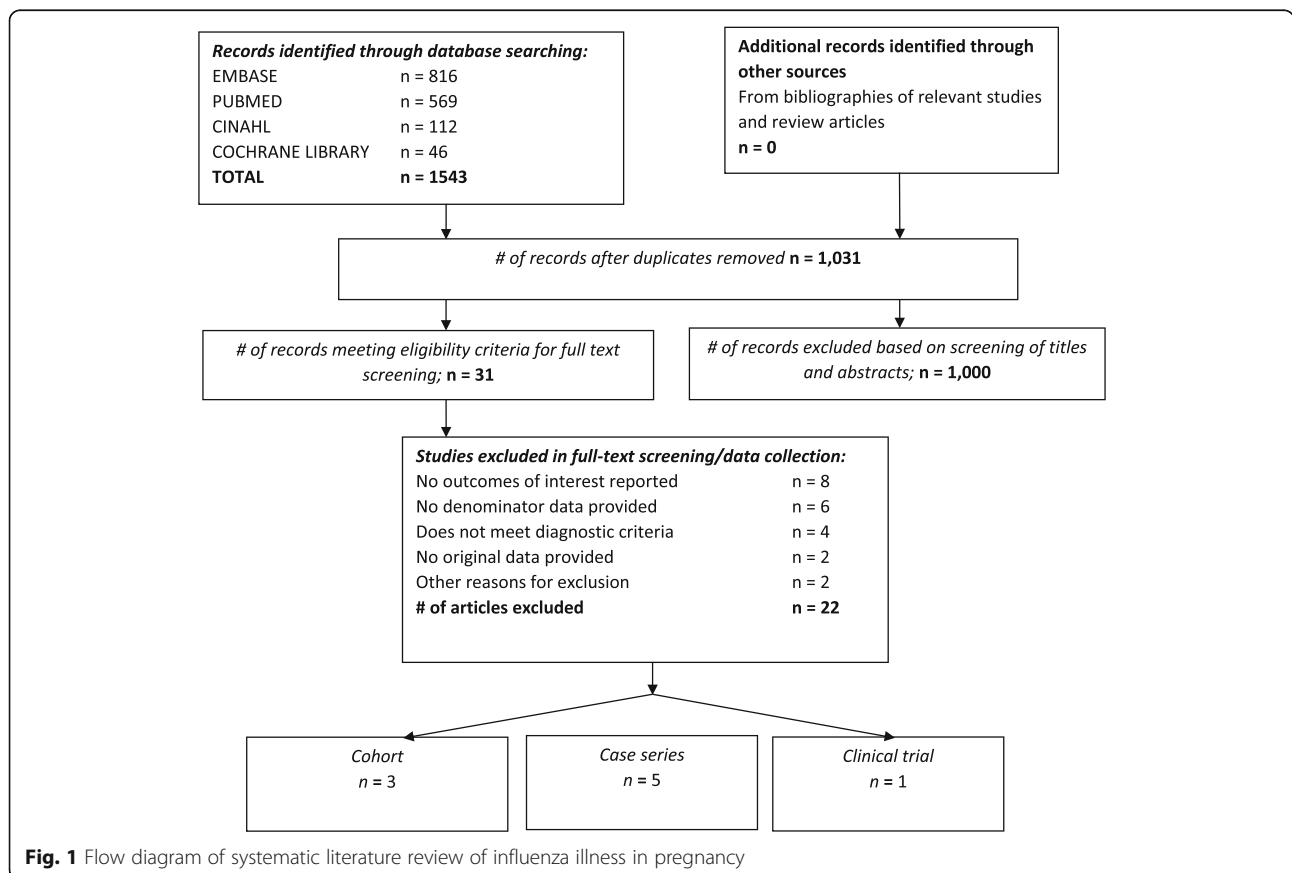 Records identified through database searching:
EMBASE n = 816
PUBMED n = 569
CINAHL n = 112
COCHRANE LIBRARY n = 46
TOTAL n = 1543
Additional records identified through
other sources
From bibliographies of relevant studies
and review articles
n = 0
# of records after duplicates removed n = 1,031
# of records meeting eligibility criteria for full text
screening; n = 31
# of records excluded based on screening of titles
and abstracts; n = 1,000
Studies excluded in full-text screening/data collection:
No outcomes of interest reported n = 8
No denominator data provided n = 6
Does not meet diagnostic criteria n = 4
No original data provided n = 2
Other reasons for exclusion n = 2
# of articles excluded n = 22
Cohort
n = 3
Case series
n = 5
Clinical trial
n = 1
Fig. 1 Flow diagram of systematic literature review of influenza illness in pregnancy